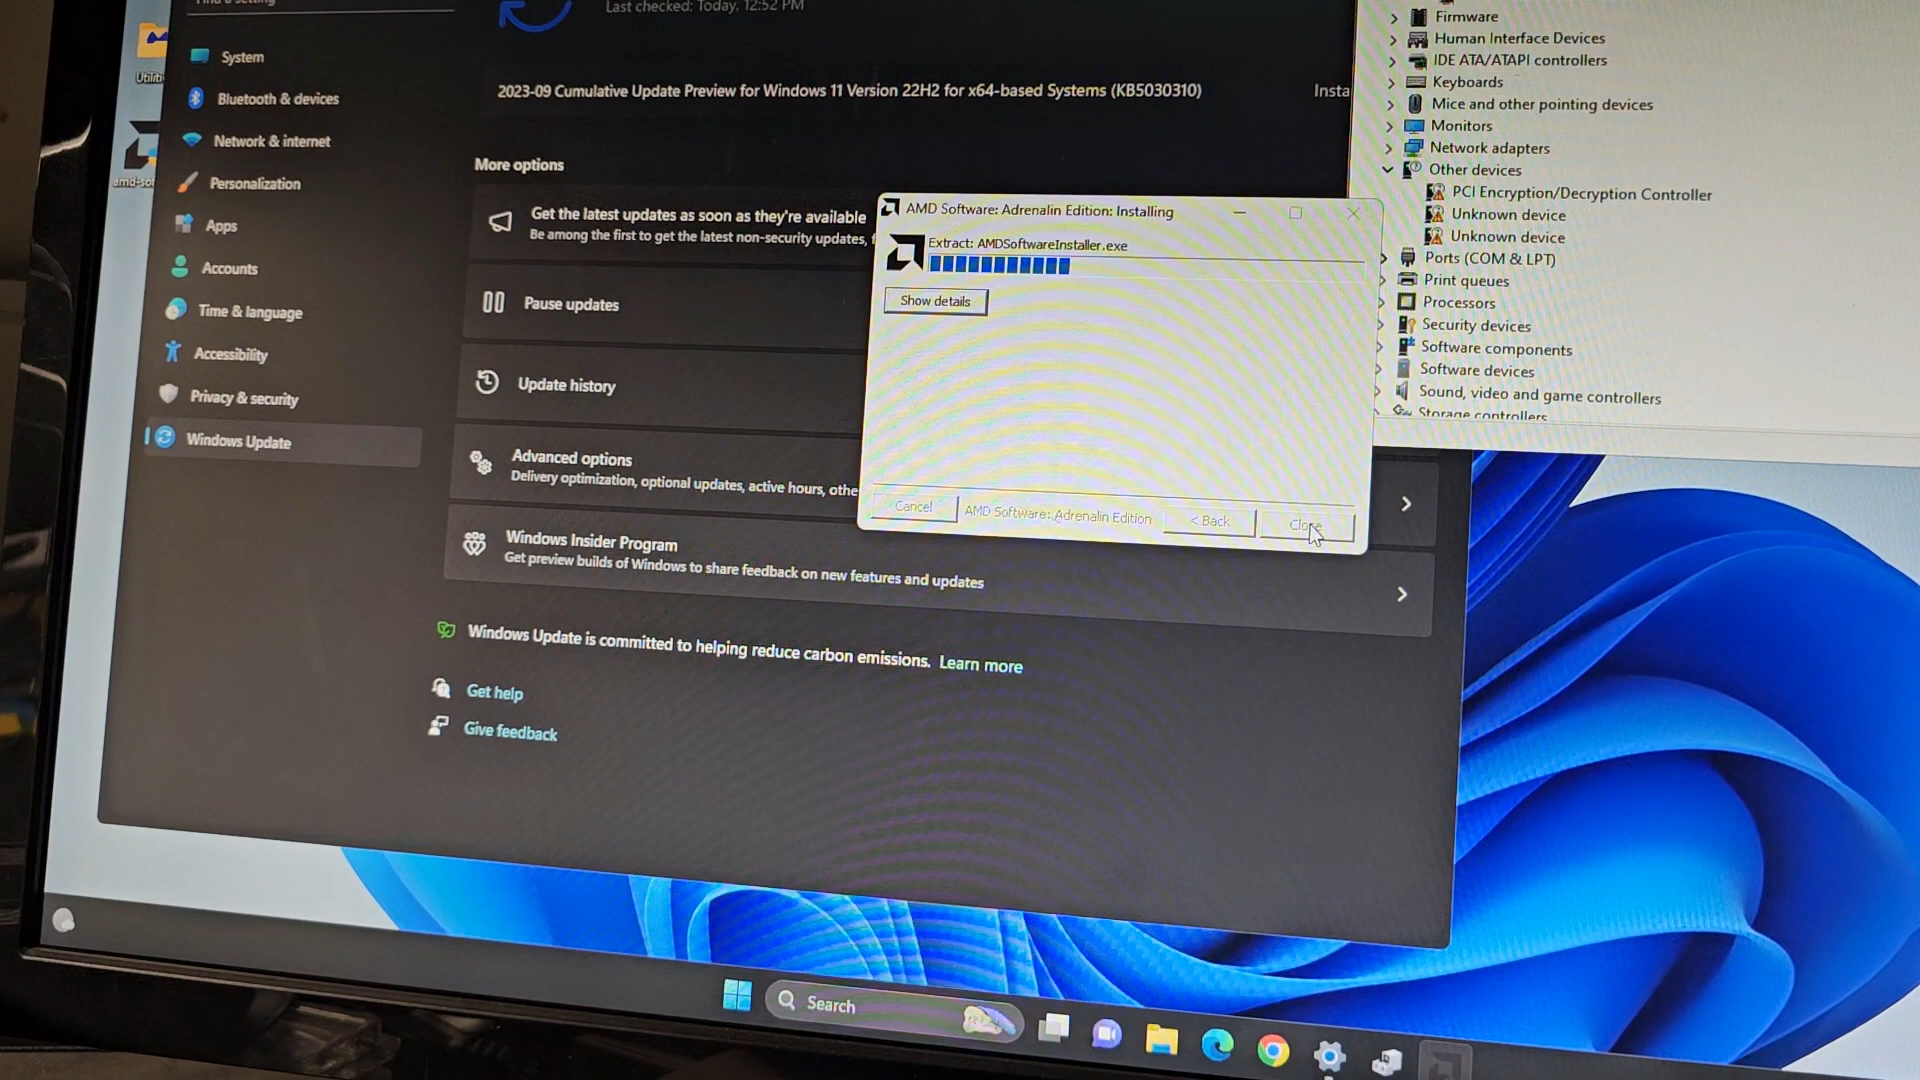 Last checked: Today, 12:52 PM
Utiliti
amd-sof
System
Bluetooth & devices
Network & internet
Personalization
Apps
Accounts
Time & language
Accessibility
Privacy & security
Windows Update
2023-09 Cumulative Update Preview for Windows 11 Version 22H2 for x64-based Systems (KB5030310)
Insta
More options
Get the latest updates as soon as they're available
Be among the first to get the latest non-security updates, f
Pause updates
Update history
Advanced options
Delivery optimization, optional updates, active hours, othe
Windows Insider Program
Get preview builds of Windows to share feedback on new features and updates
Windows Update is committed to helping reduce carbon emissions. Learn more
Get help
Give feedback
AMD Software: Adrenalin Edition: Installing
Extract: AMDSoftwareInstaller.exe
Show details
Cancel
AMD Software: Adrenalin Edition
< Back
Close
Firmware
Human Interface Devices
IDE ATA/ATAPI controllers
Keyboards
Mice and other pointing devices
Monitors
Network adapters
Other devices
PCI Encryption/Decryption Controller
Unknown device
Unknown device
Ports (COM & LPT)
Print queues
Processors
Security devices
Software components
Software devices
Sound, video and game controllers
Storage controllers
Search